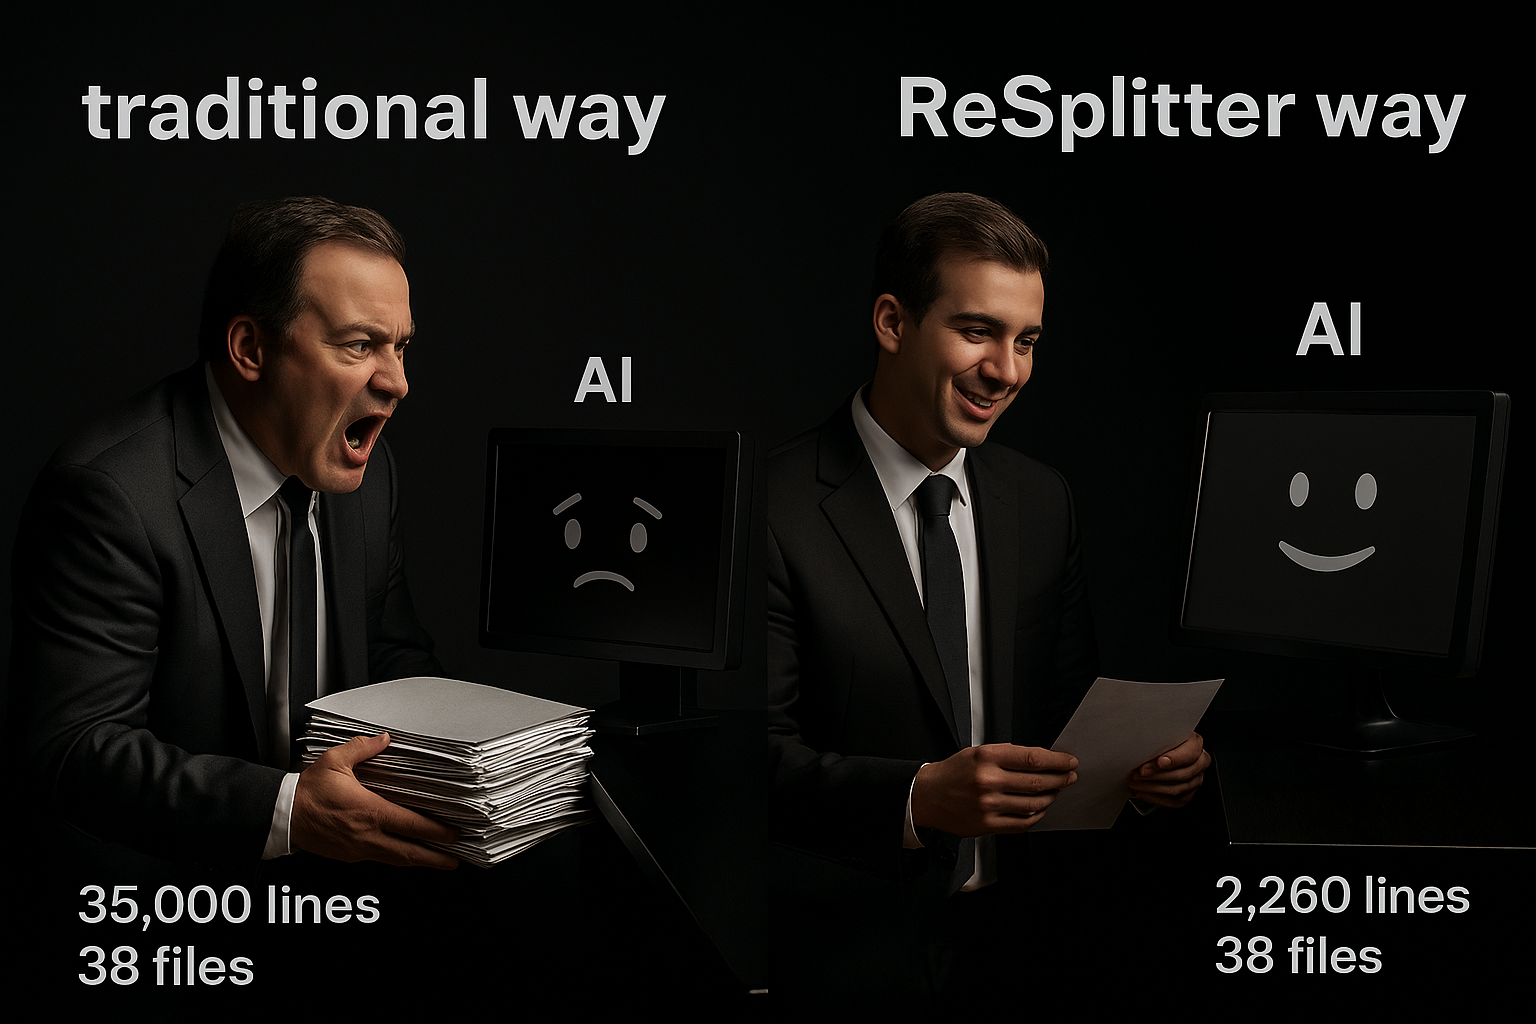 traditional way
AI
35,000 lines
38 files
ReSplitter way
AI
2,260 lines
38 files